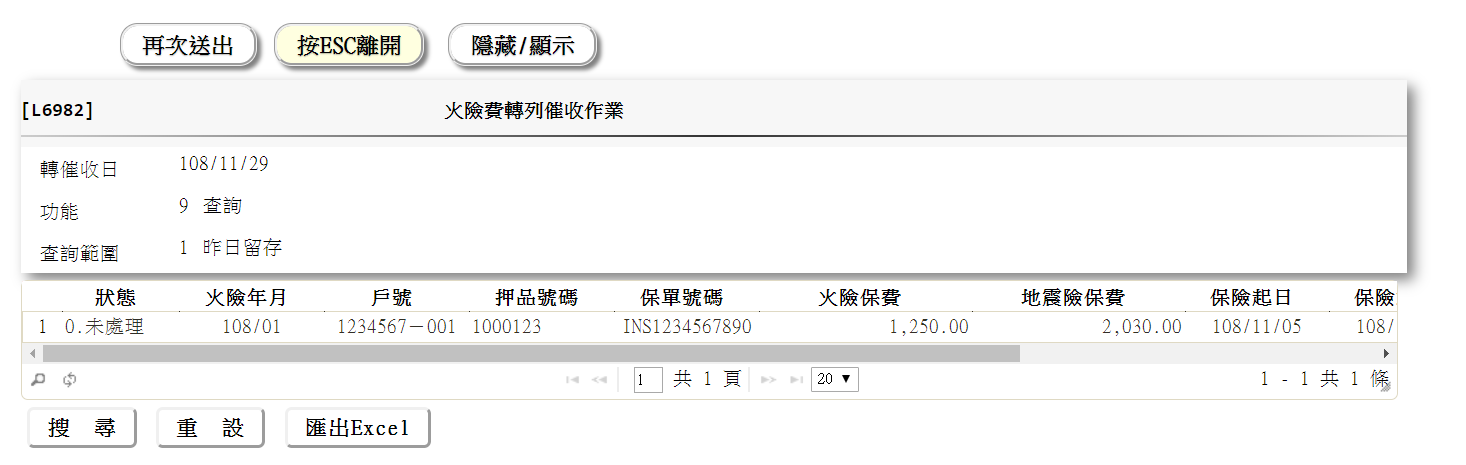 再次送出 按ESC離開 隱藏/顯示
[L6982] 火險費轉列催收作業
轉催收日 108/11/29
功能 9 查詢
查詢範圍 1 昨日留存
狀態 火險年月 戶號 押品號碼 保單號碼 火險保費 地震險保費 保險起日 保險
1 0.未處理 108/01 1234567－001 1000123 INS1234567890 1,250.00 2,030.00 108/11/05 108/
1 共 1 頁 20 1 - 1 共 1 條
搜 尋 重 設 匯出Excel